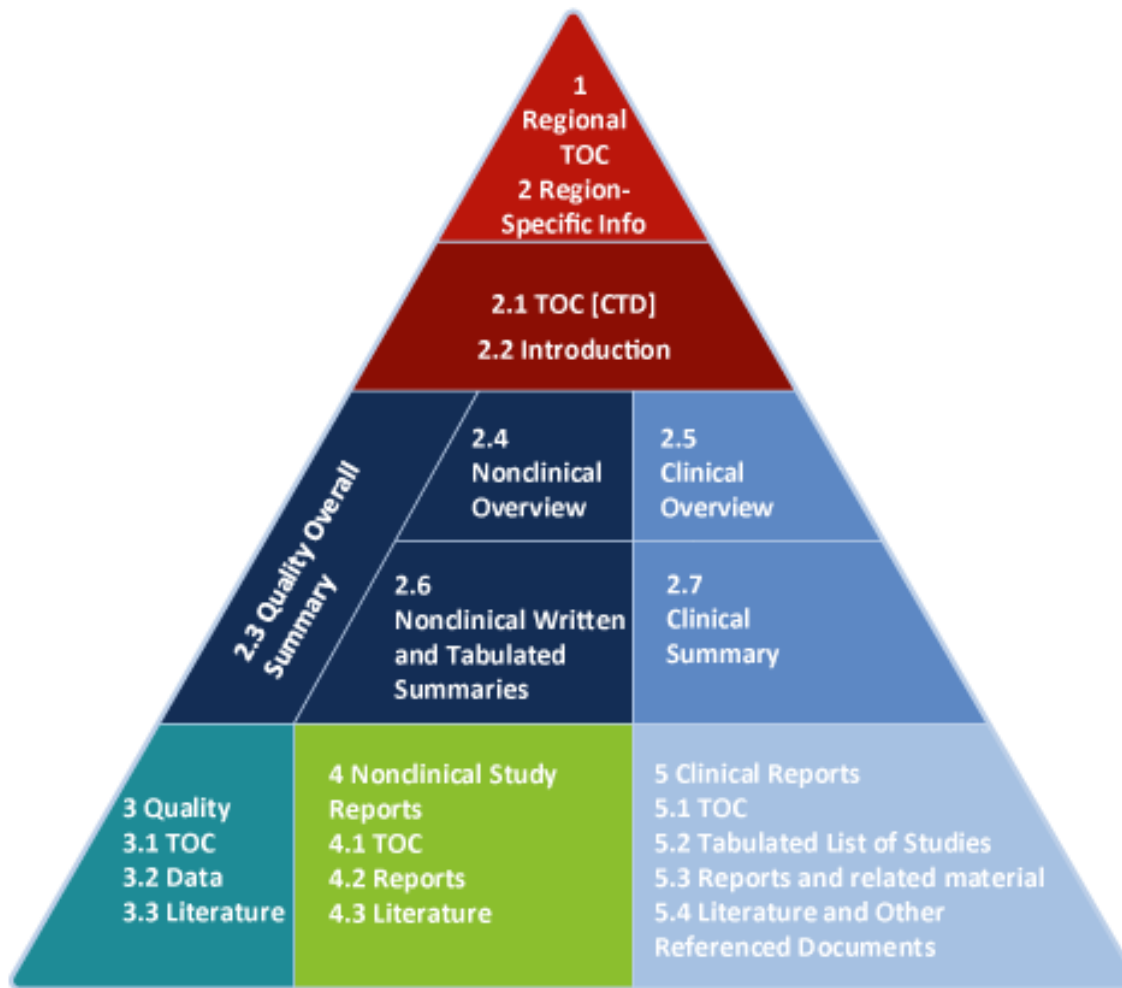 1
Regional
TOC
2 Region-
Specific Info
2.1 TOC [CTD]
2.2 Introduction
2.3 Quality Overall
Summary
2.4
Nonclinical
Overview
2.5
Clinical
Overview
2.6
Nonclinical Written
and Tabulated
Summaries
2.7
Clinical
Summary
3 Quality
3.1 TOC
3.2 Data
3.3 Literature
4 Nonclinical Study
Reports
4.1 TOC
4.2 Reports
4.3 Literature
5 Clinical Reports
5.1 TOC
5.2 Tabulated List of Studies
5.3 Reports and related material
5.4 Literature and Other
Referenced Documents